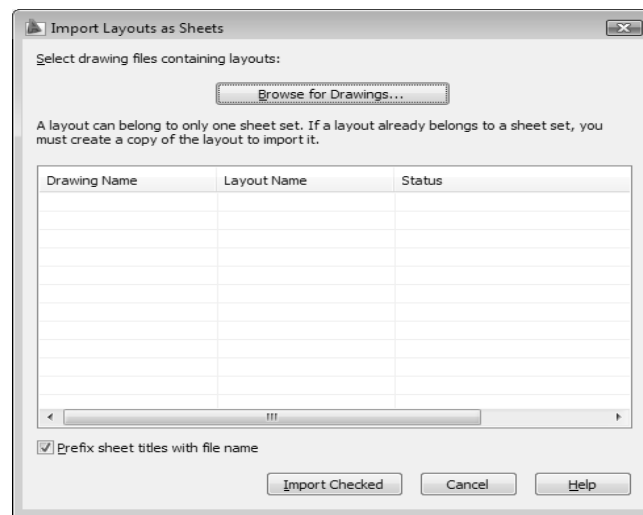 Import Layouts as Sheets
Select drawing files containing layouts:
Browse for Drawings...
A layout can belong to only one sheet set. If a layout already belongs to a sheet set, you
must create a copy of the layout to import it.
Drawing Name Layout Name Status
Prefix sheet titles with file name
Import Checked Cancel Help